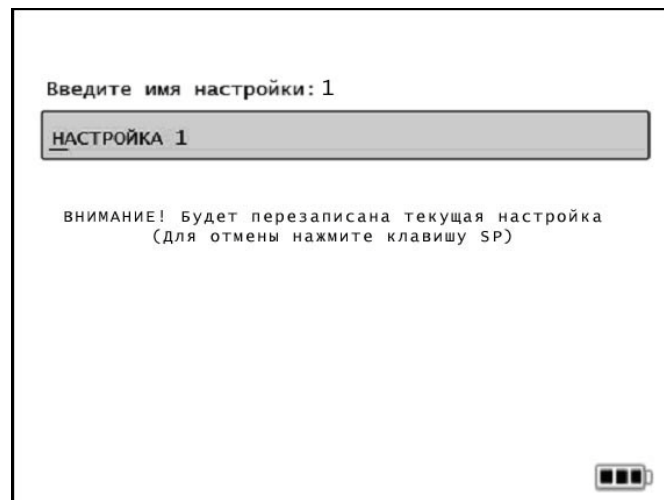 Введите имя настройки: 1
НАСТРОЙКА 1
ВНИМАНИЕ! Будет перезаписана текущая настройка
(Для отмены нажмите клавишу SP)